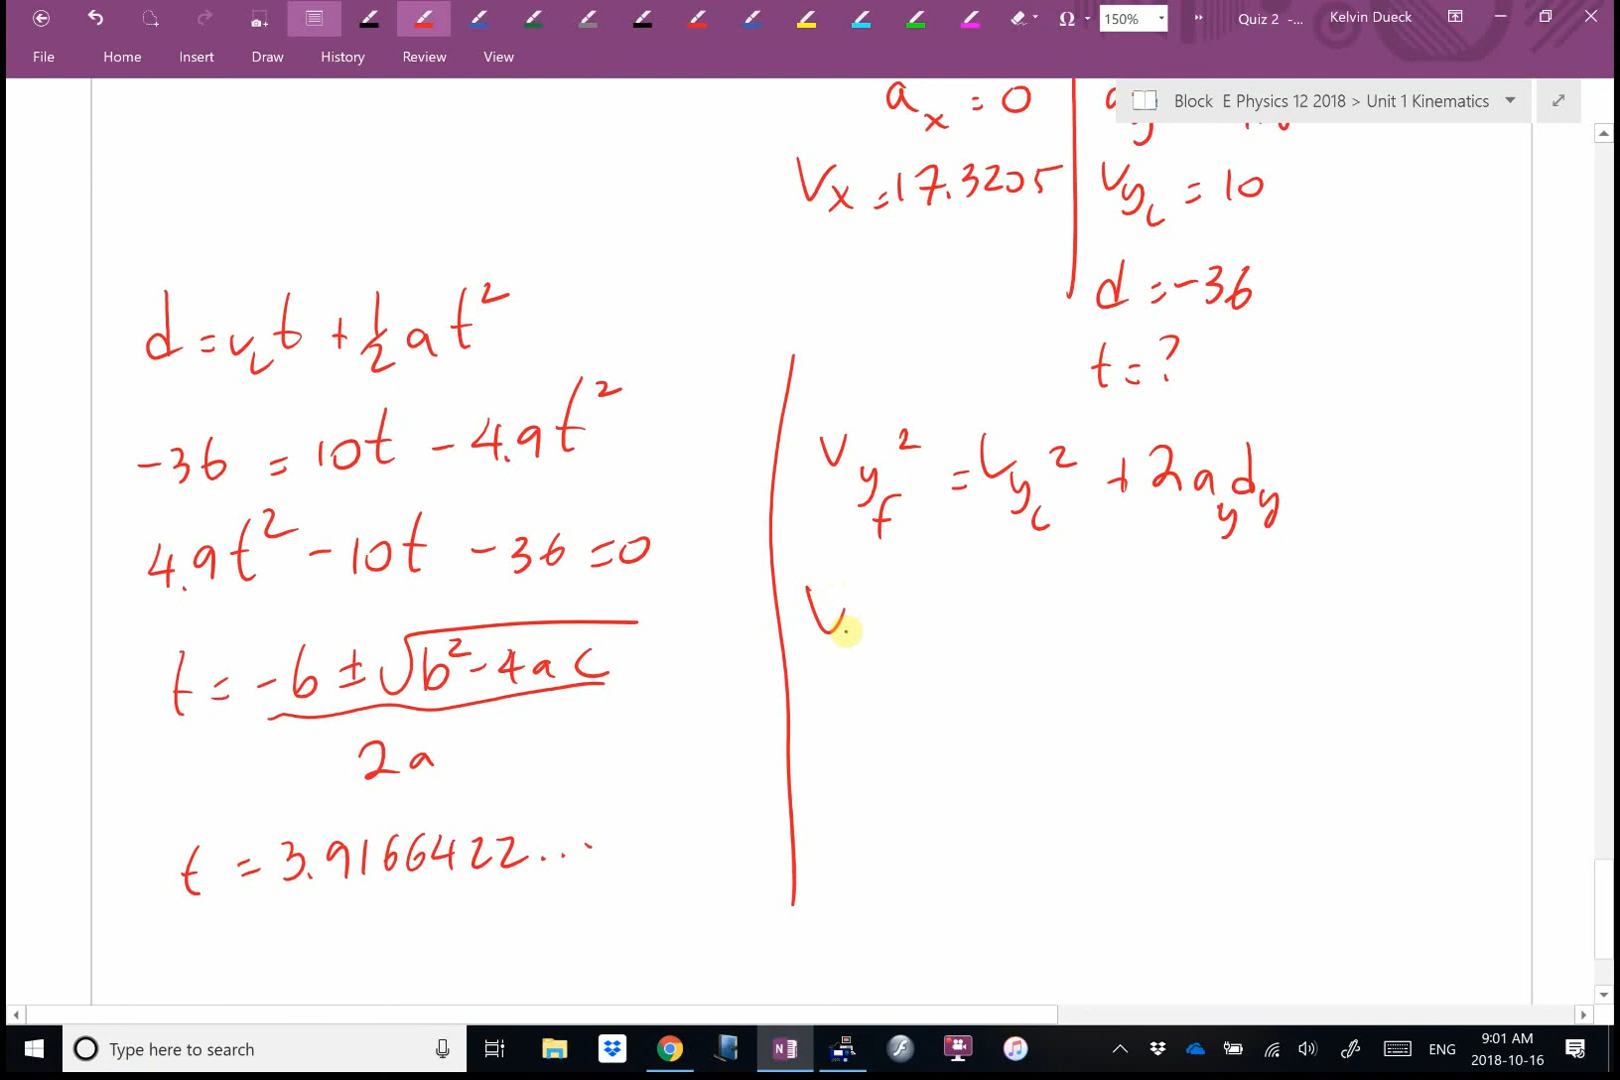 150%
Quiz 2 -...
Kelvin Dueck
File
Home
Insert
Draw
History
Review
View
Block E Physics 12 2018 > Unit 1 Kinematics
aₓ = 0
Vx = 17.3205
Vyi = 10
d = -36
t = ?
d = vit + ½at²
-36 = 10t - 4.9t²
4.9t² - 10t - 36 = 0
t = -b ± √b² - 4ac
2a
t = 3.9166422...
Vyf² = Vyi² + 2aydy
V
Type here to search
ENG
9:01 AM
2018-10-16